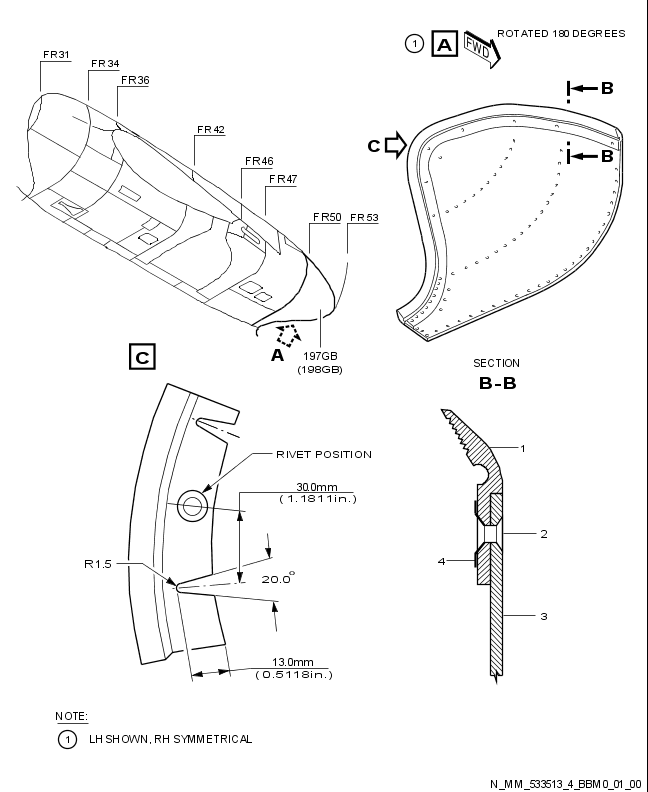 1 A FWD ROTATED 180 DEGREES
FR31
FR34
FR36
FR42
FR46
FR47
FR50
FR53
B
C
B
A
197GB
(198GB)
C
SECTION
B-B
RIVET POSITION
30.0mm
(1.1811in.)
R1.5
20.0°
13.0mm
(0.5118in.)
1
2
4
3
NOTE:
1 LH SHOWN, RH SYMMETRICAL
N_MM_533513_4_BBM0_01_00